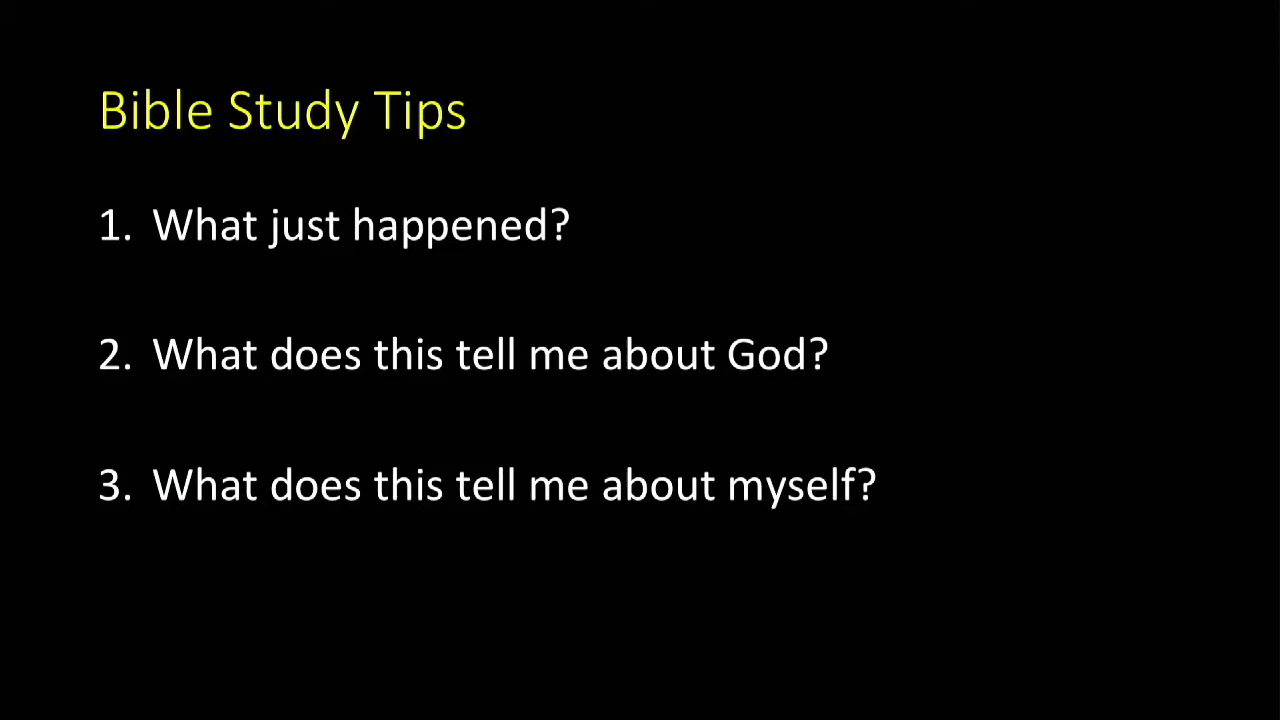 Bible Study Tips
1. What just happened?
2. What does this tell me about God?
3. What does this tell me about myself?